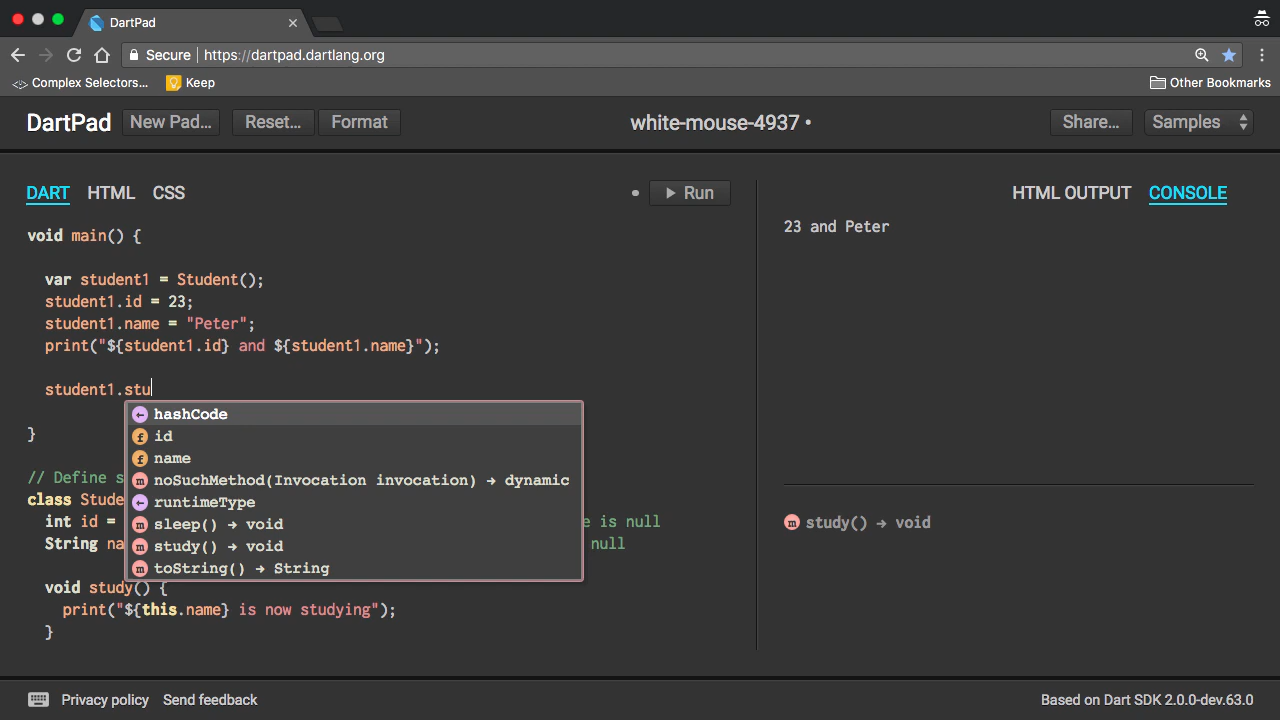 DartPad
Secure | https://dartpad.dartlang.org
Complex Selectors... Keep Other Bookmarks
DartPad New Pad... Reset... Format white-mouse-4937 • Share... Samples
DART HTML CSS Run HTML OUTPUT CONSOLE
void main() {
var student1 = Student();
student1.id = 23;
student1.name = "Peter";
print("${student1.id} and ${student1.name}");
student1.stu
hashCode
id
name
noSuchMethod(Invocation invocation) → dynamic
runtimeType
sleep() → void
study() → void
toString() → String
}
// Define s
class Stude
int id = e is null
String na null
void study() {
print("${this.name} is now studying");
}
23 and Peter
m study() → void
Privacy policy Send feedback Based on Dart SDK 2.0.0-dev.63.0